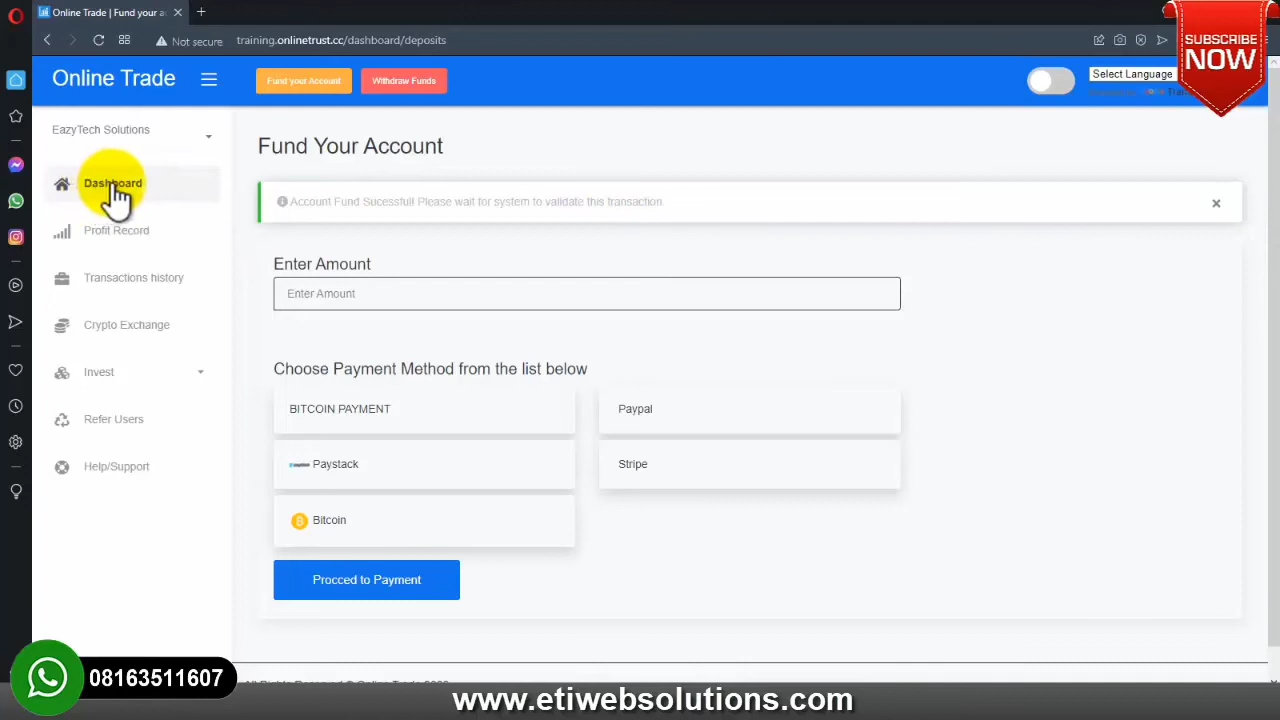 Online Trade | Fund your a
Not secure training.onlinetrust.cc/dashboard/deposits
SUBSCRIBE
NOW
Online Trade
Fund your Account
Withdraw Funds
Select Language
EazyTech Solutions
Dashboard
Profit Record
Transactions history
Crypto Exchange
Invest
Refer Users
Help/Support
Fund Your Account
Account Fund Sucessful! Please wait for system to validate this transaction.
×
Enter Amount
Enter Amount
Choose Payment Method from the list below
BITCOIN PAYMENT
Paypal
Paystack
Stripe
Bitcoin
Procced to Payment
08163511607
www.etiwebsolutions.com